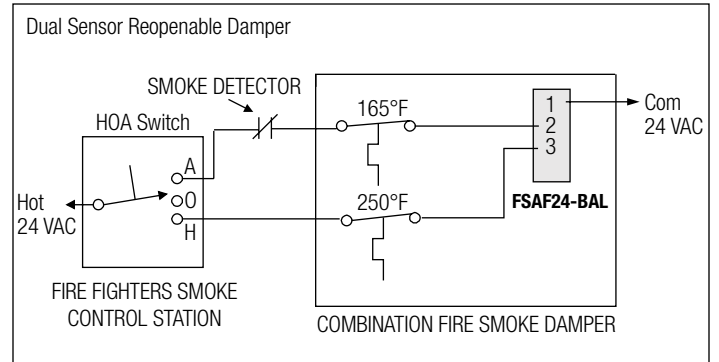 Dual Sensor Reopenable Damper
SMOKE DETECTOR
HOA Switch
165°F
1
2
3
Com
24 VAC
A
O
H
Hot
24 VAC
250°F
FSAF24-BAL
FIRE FIGHTERS SMOKE
CONTROL STATION
COMBINATION FIRE SMOKE DAMPER